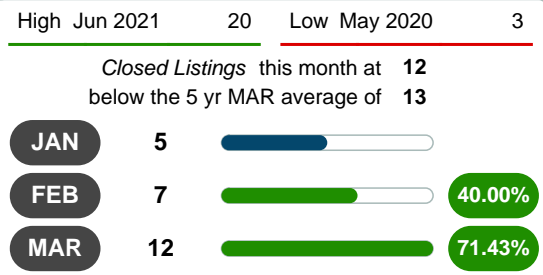 High Jun 2021 20 Low May 2020 3
Closed Listings this month at 12
below the 5 yr MAR average of 13
JAN 5
FEB 7 40.00%
MAR 12 71.43%